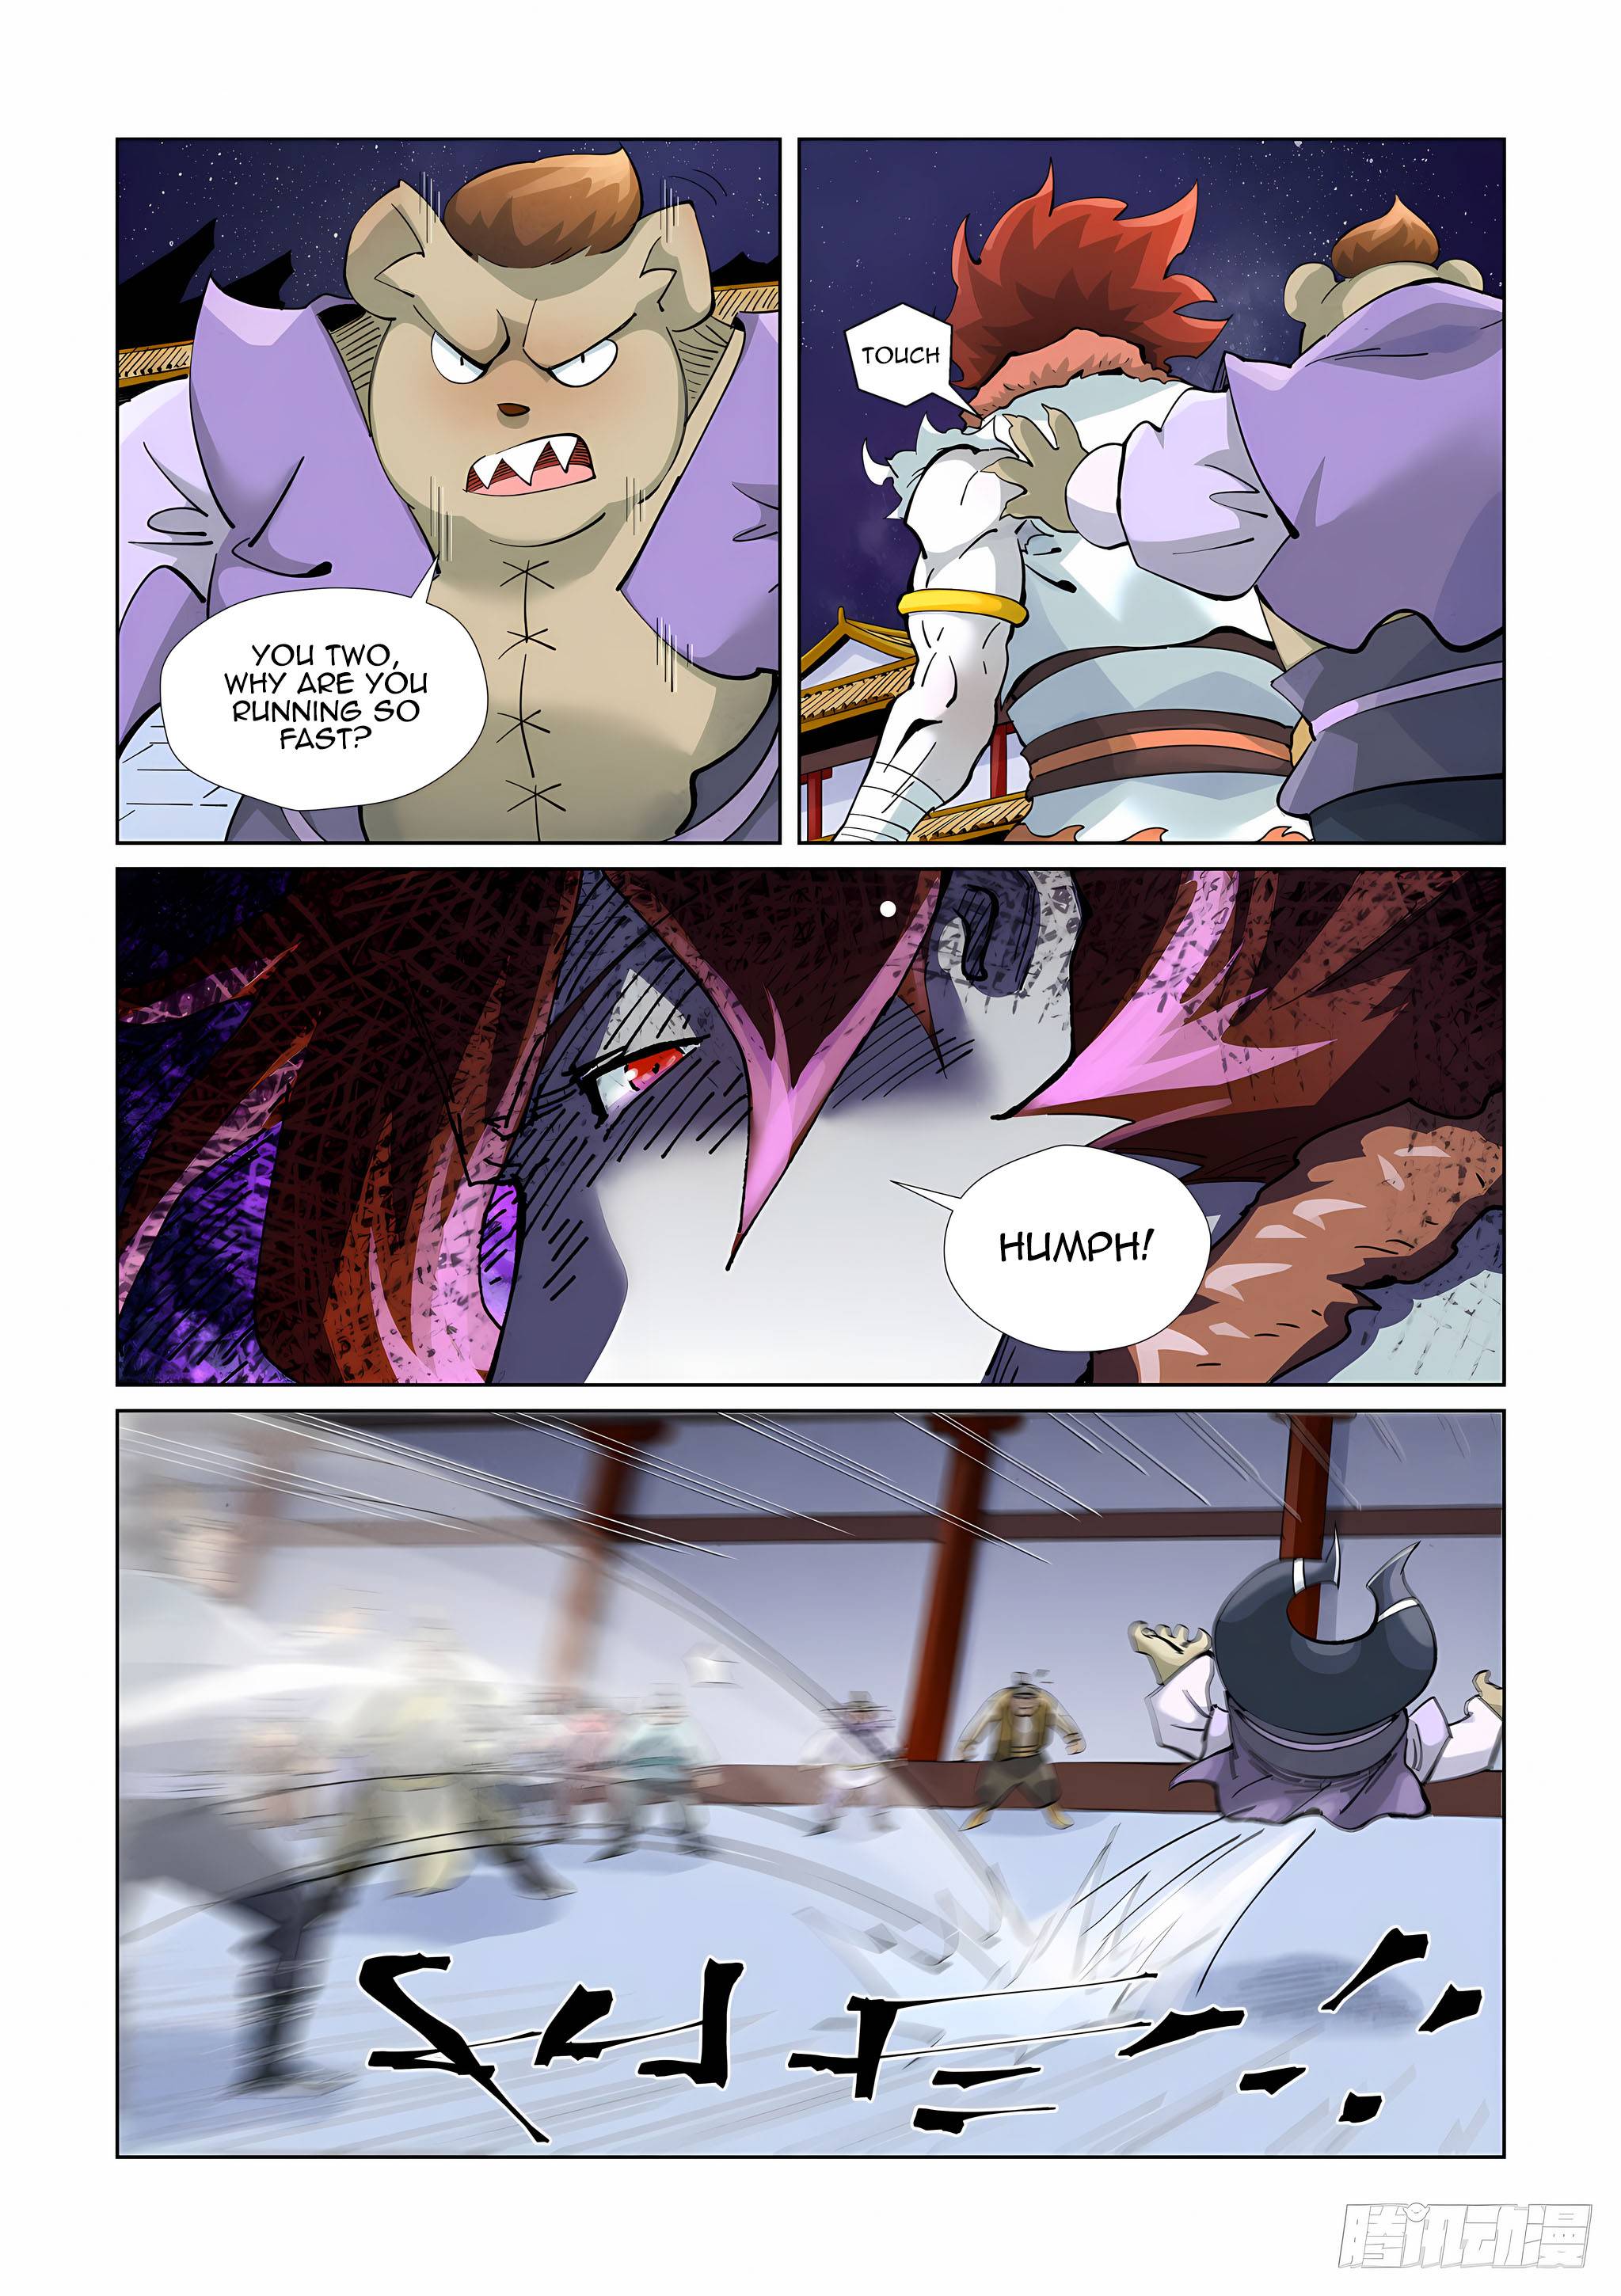 YOU TWO,
WHY ARE YOU
RUNNING SO
FAST?
TOUCH
HUMPH!
腾讯动漫